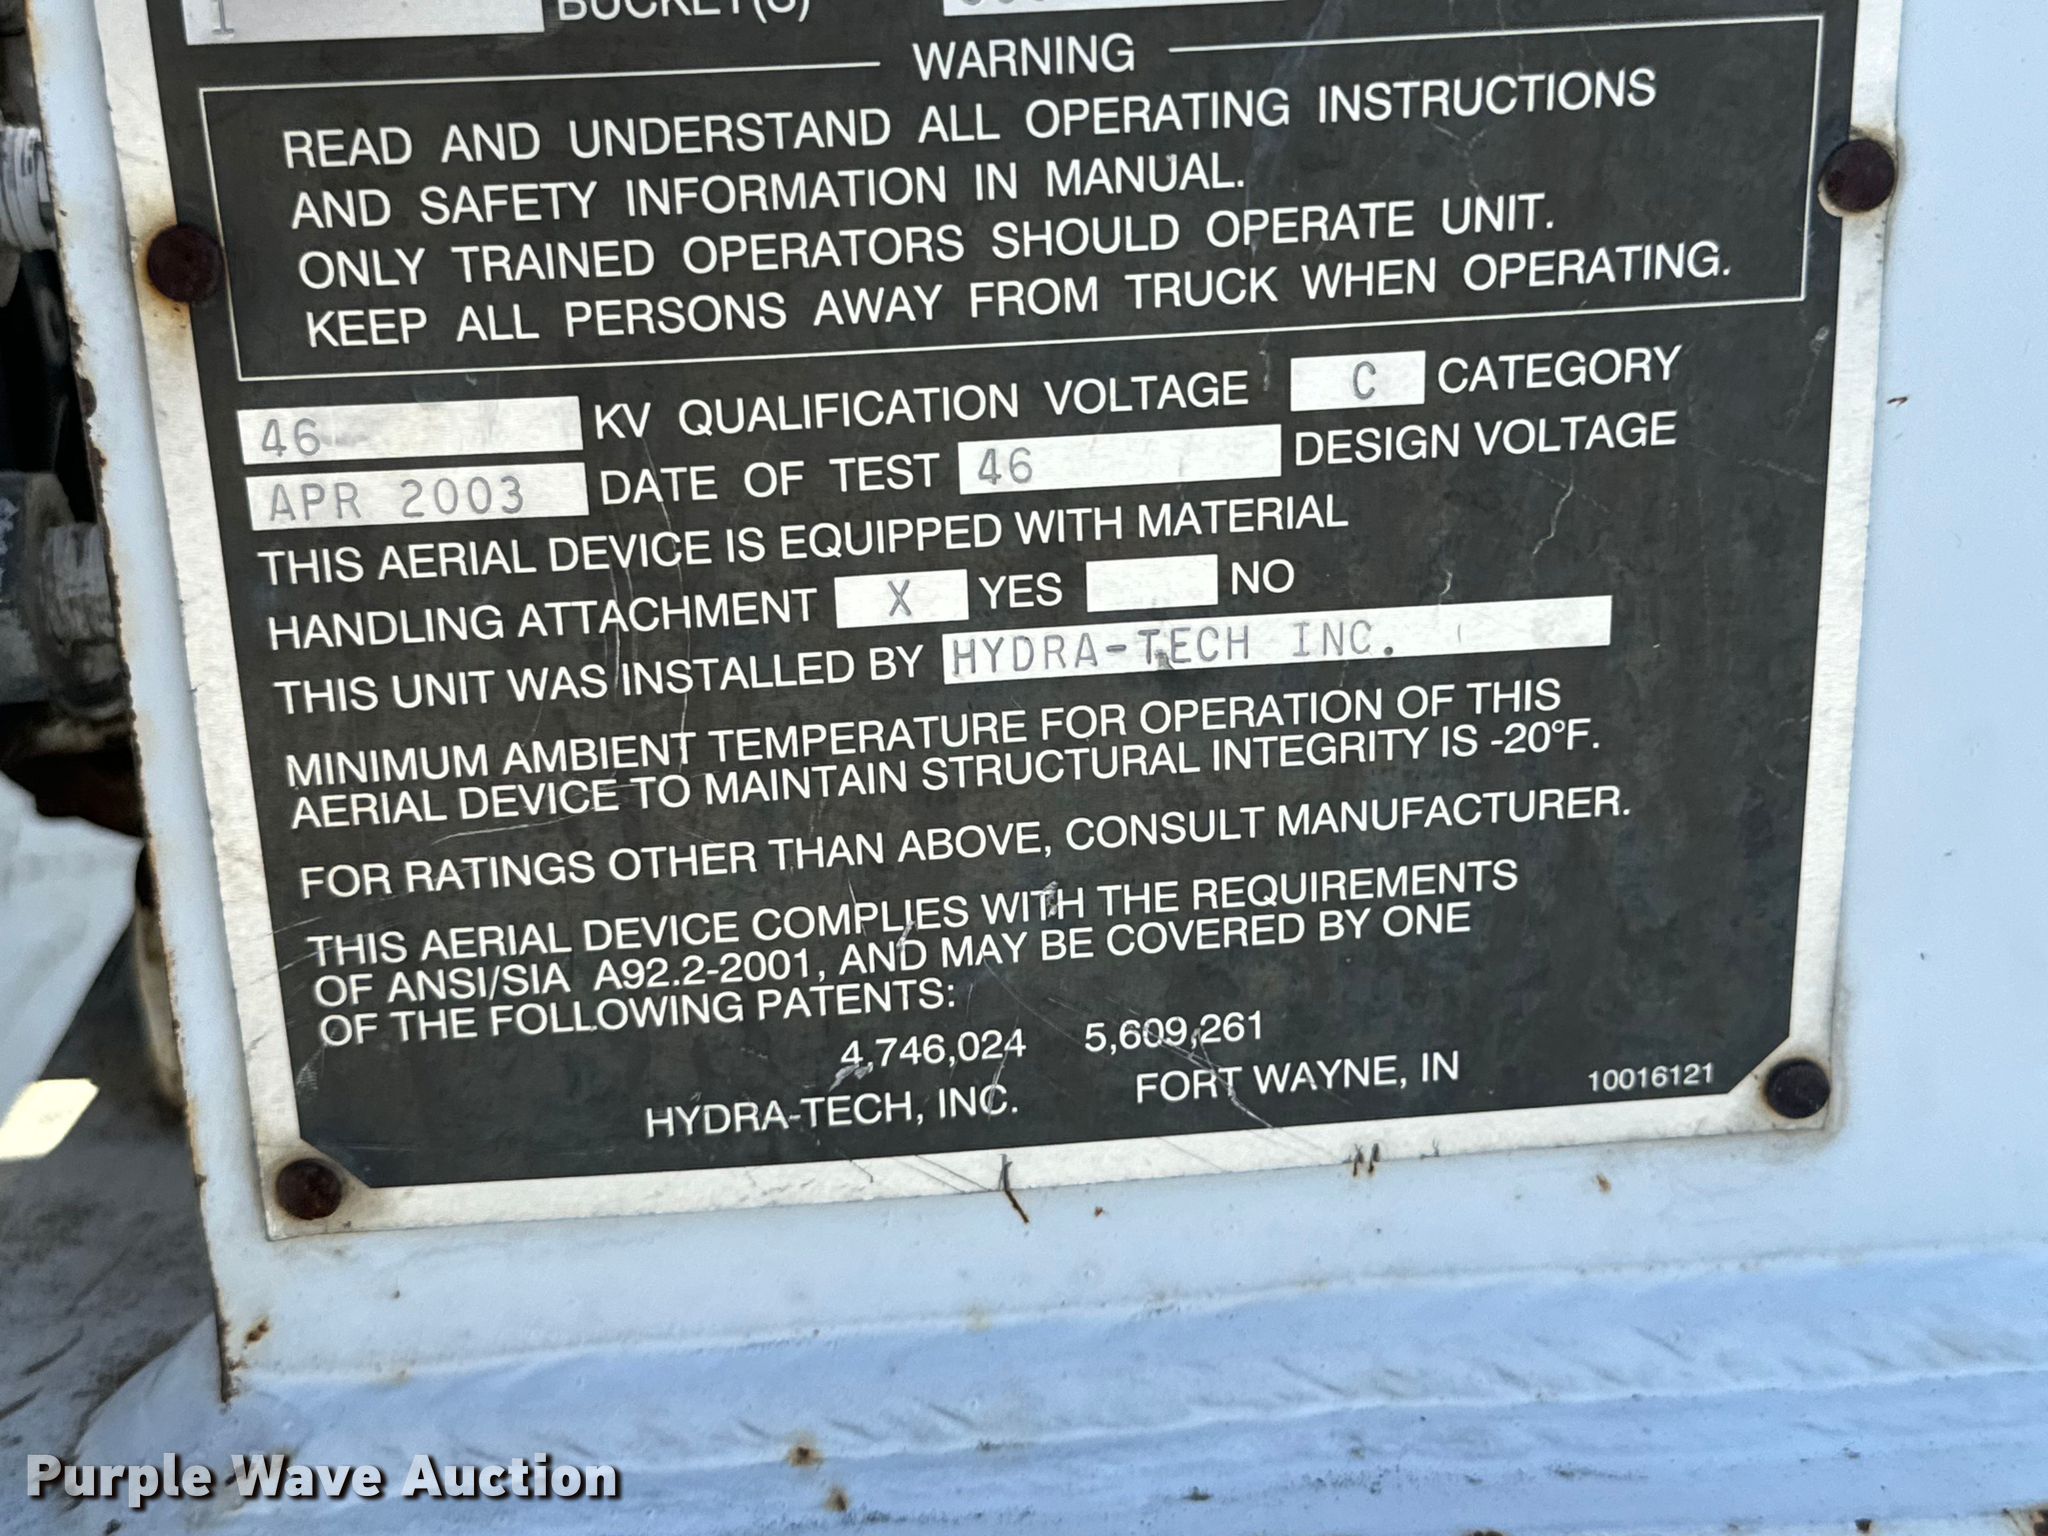 1 BUCKET(S)
WARNING
READ AND UNDERSTAND ALL OPERATING INSTRUCTIONS
AND SAFETY INFORMATION IN MANUAL.
ONLY TRAINED OPERATORS SHOULD OPERATE UNIT.
KEEP ALL PERSONS AWAY FROM TRUCK WHEN OPERATING.
46 KV QUALIFICATION VOLTAGE C CATEGORY
APR 2003 DATE OF TEST 46 DESIGN VOLTAGE
THIS AERIAL DEVICE IS EQUIPPED WITH MATERIAL
HANDLING ATTACHMENT X YES NO
THIS UNIT WAS INSTALLED BY HYDRA-TECH INC.
MINIMUM AMBIENT TEMPERATURE FOR OPERATION OF THIS
AERIAL DEVICE TO MAINTAIN STRUCTURAL INTEGRITY IS -20°F.
FOR RATINGS OTHER THAN ABOVE, CONSULT MANUFACTURER.
THIS AERIAL DEVICE COMPLIES WITH THE REQUIREMENTS
OF ANSI/SIA A92.2-2001, AND MAY BE COVERED BY ONE
OF THE FOLLOWING PATENTS:
4,746,024 5,609,261
HYDRA-TECH, INC. FORT WAYNE, IN 10016121
Purple Wave Auction